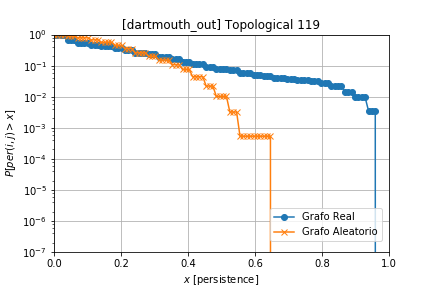 [dartmouth_out] Topological 119
P[per(i, j) > x]
10^0
10^-1
10^-2
10^-3
10^-4
10^-5
10^-6
10^-7
Grafo Real
Grafo Aleatorio
0.0 0.2 0.4 0.6 0.8 1.0
x [persistence]